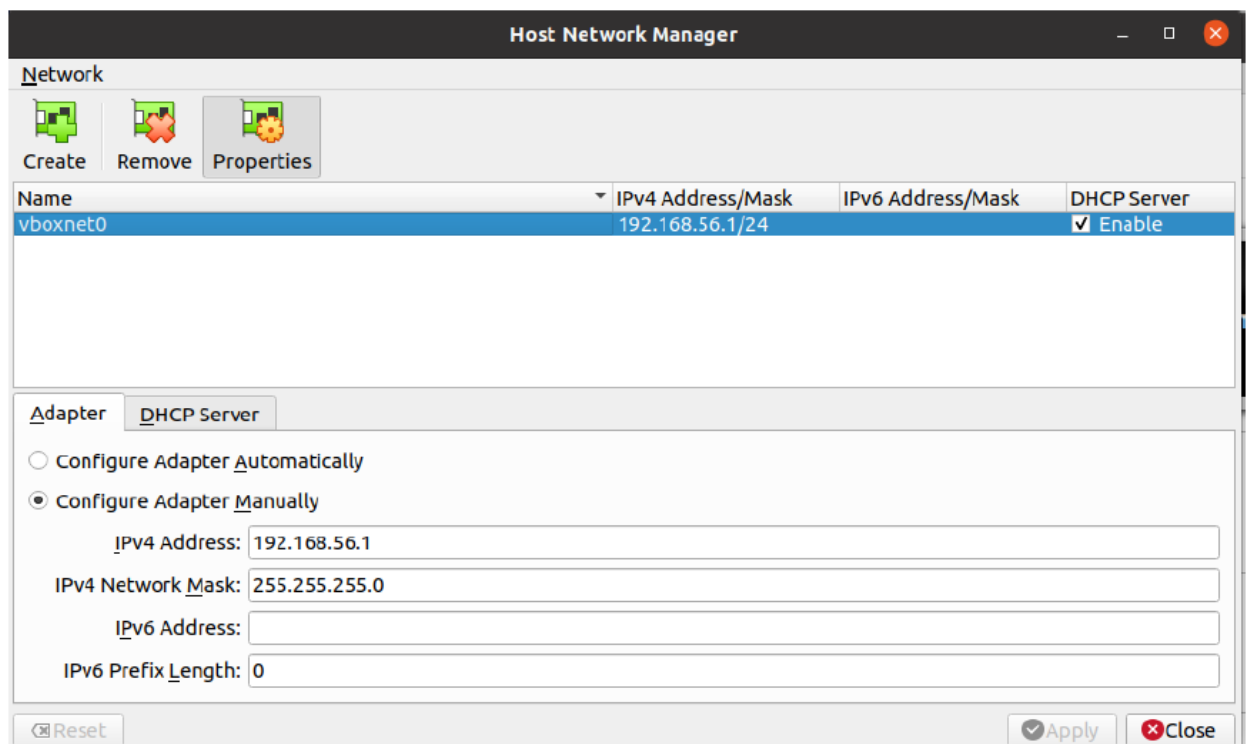 Host Network Manager
Network
Create Remove Properties
Name IPv4 Address/Mask IPv6 Address/Mask DHCP Server
vboxnet0 192.168.56.1/24 Enable
Adapter DHCP Server
Configure Adapter Automatically
Configure Adapter Manually
IPv4 Address: 192.168.56.1
IPv4 Network Mask: 255.255.255.0
IPv6 Address:
IPv6 Prefix Length: 0
Reset Apply Close